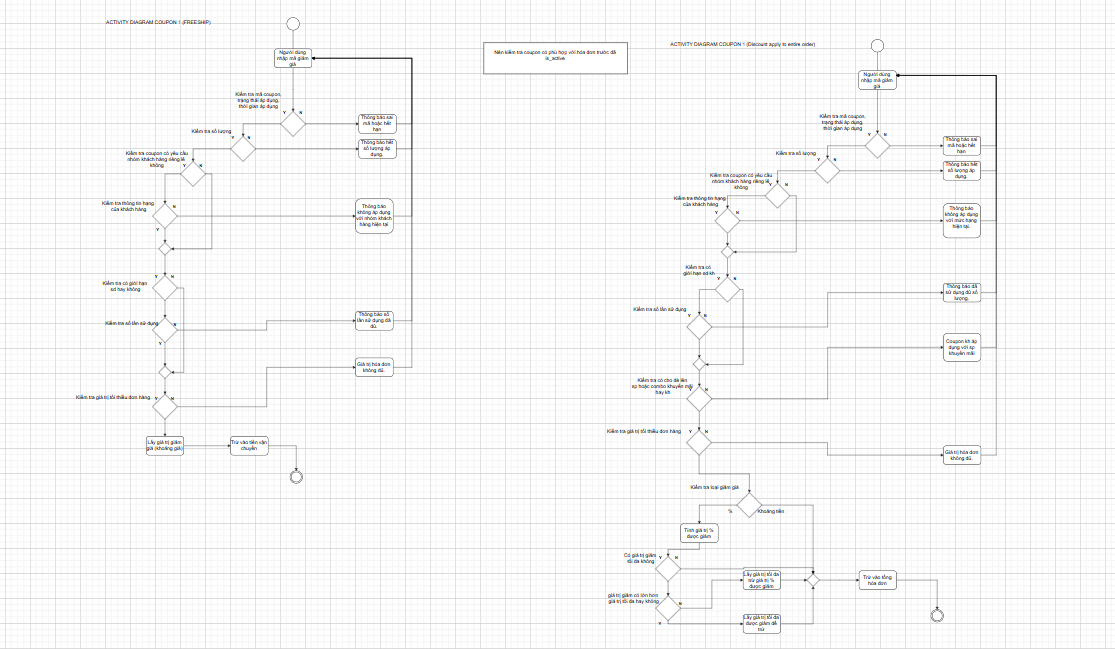 ACTIVITY DIAGRAM COUPON 1 (FREESHIP)
Người dùng
nhập mã giảm
giá
Kiểm tra mã coupon,
trạng thái áp dụng,
thời gian áp dụng
Y
N
Thông báo sai
mã hoặc hết
hạn
Kiểm tra số lượng
Y
N
Thông báo hết
số lượng áp
dụng.
Kiểm tra coupon có yêu cầu
nhóm khách hàng riêng lẻ
không
Y
N
Kiểm tra thông tin hạng
của khách hàng
N
Y
Thông báo
không áp dụng
với nhóm khách
hàng hiện tại
Kiểm tra có giới hạn
sd hay không
Y
N
Kiểm tra số lần sử dụng
N
Y
Thông báo số
lần sử dụng đã
đủ.
Giá trị hóa đơn
không đủ.
Kiểm tra giá trị tối thiểu đơn hàng
Y
N
Lấy giá trị giảm
giá (khoảng giá)
Trừ vào tiền vận
chuyển
Nên kiểm tra coupon có phù hợp với hóa đơn trước đã
is_active
ACTIVITY DIAGRAM COUPON 1 (Discount apply to entire order)
Người dùng
nhập mã giảm
giá
Kiểm tra mã coupon,
trạng thái áp dụng,
thời gian áp dụng
Y
N
Thông báo sai
mã hoặc hết
hạn
Kiểm tra số lượng
Y
N
Thông báo hết
số lượng áp
dụng.
Kiểm tra coupon có yêu cầu
nhóm khách hàng riêng lẻ
không
Y
N
Kiểm tra thông tin hạng
của khách hàng
Y
N
Thông báo
không áp dụng
với mức hạng
hiện tại.
Kiểm tra có
giới hạn sd kh
Y
N
Thông báo đã
sử dụng đủ số
lượng.
Kiểm tra số lần sử dụng
Y
N
Coupon kh áp
dụng với sp
khuyến mãi
Kiểm tra có cho đè lên
sp hoặc combo khuyến mãi
hay kh
Y
N
Kiểm tra giá trị tối thiểu đơn hàng
Y
N
Giá trị hóa đơn
không đủ.
Kiểm tra loại giảm giá
%
Khoảng tiền
Tính giá trị %
được giảm
Có giá trị giảm
tối đa không
Y
N
Lấy giá trị tối đa
trừ giá trị %
được giảm
Trừ vào tổng
hóa đơn
giá trị giảm có lớn hơn
giá trị tối đa hay không
N
Y
Lấy giá trị tối đa
được giảm để
trừ